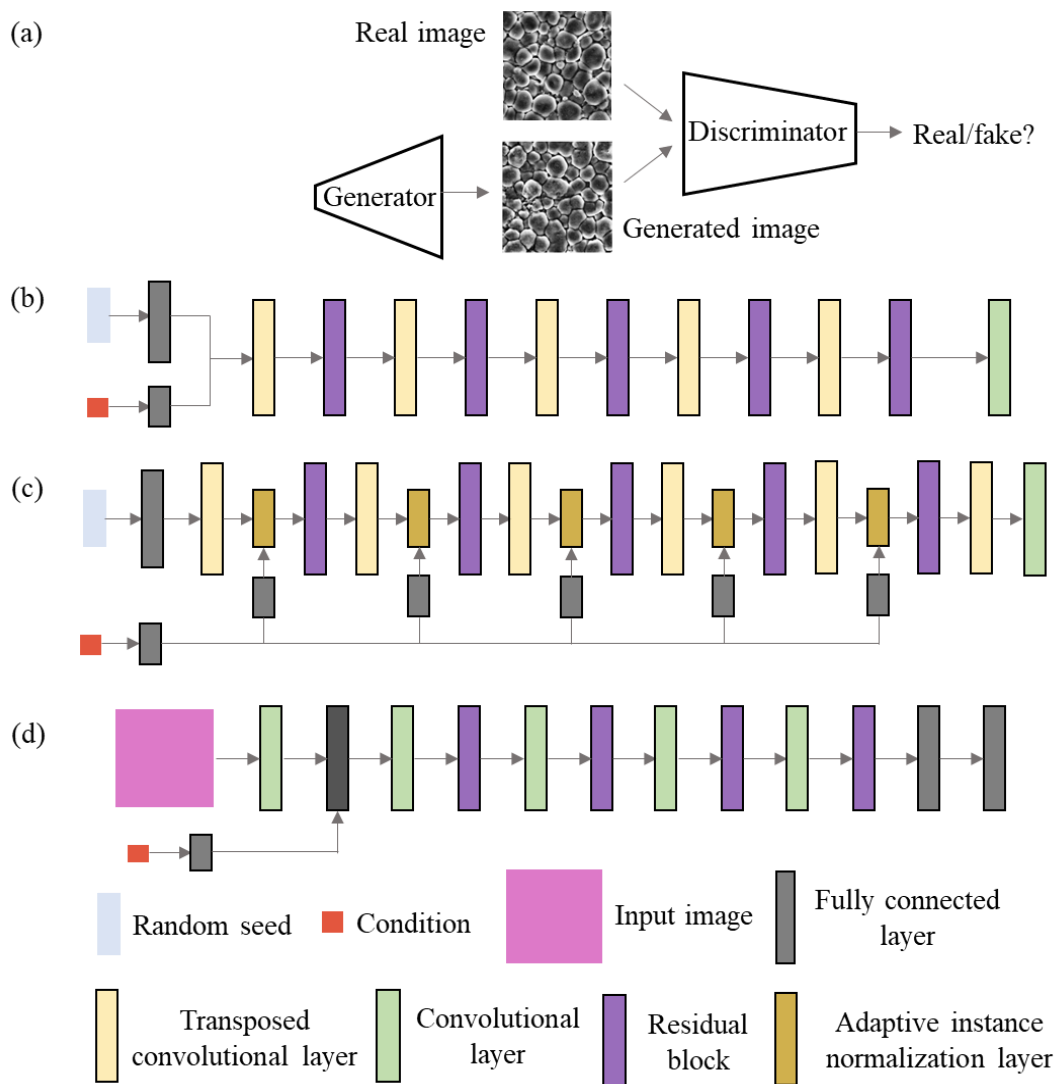 (a)
Real image
Discriminator
Real/fake?
Generator
Generated image
(b)
(c)
(d)
Random seed
Condition
Input image
Fully connected
layer
Transposed
convolutional layer
Convolutional
layer
Residual
block
Adaptive instance
normalization layer